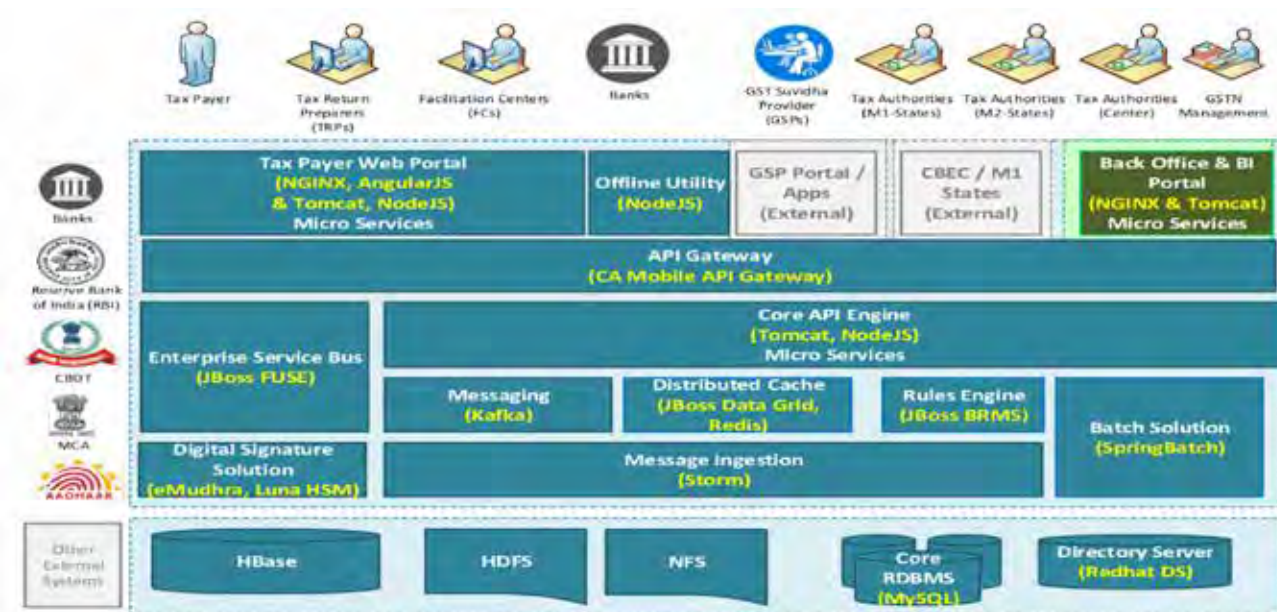 Tax Payer
Tax Return
Preparers
(TRPs)
Facilitation Centers
(FCs)
Banks
GST Suvidha
Provider
(GSPs)
Tax Authorities
(M1-States)
Tax Authorities
(M2-States)
Tax Authorities
(Center)
GSTN
Management
Banks
Reserve Bank
of India (RBI)
CBDT
MCA
AADHAAR
Other
External
Systems
Tax Payer Web Portal
(NGINX, AngularJS
& Tomcat, NodeJS)
Micro Services
Offline Utility
(NodeJS)
GSP Portal /
Apps
(External)
CBEC / M1
States
(External)
Back Office & BI
Portal
(NGINX & Tomcat)
Micro Services
API Gateway
(CA Mobile API Gateway)
Enterprise Service Bus
(JBoss FUSE)
Core API Engine
(Tomcat, NodeJS)
Micro Services
Messaging
(Kafka)
Distributed Cache
(JBoss Data Grid,
Redis)
Rules Engine
(JBoss BRMS)
Batch Solution
(SpringBatch)
Digital Signature
Solution
(eMudhra, Luna HSM)
Message Ingestion
(Storm)
HBase
HDFS
NFS
Core
RDBMS
(MySQL)
Directory Server
(Redhat DS)